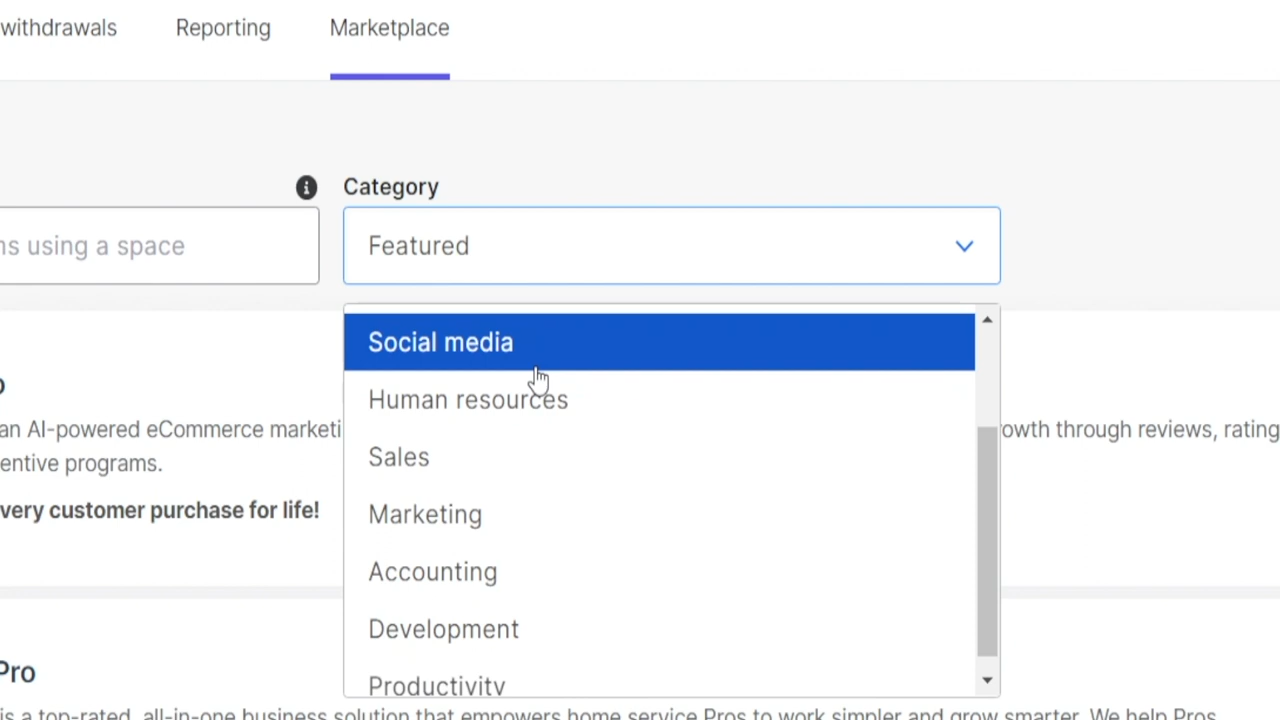 withdrawals
Reporting
Marketplace
Category
ns using a space
Featured
Social media
Human resources
Sales
Marketing
Accounting
Development
Productivity
an AI-powered eCommerce marketi
owth through reviews, rating
entive programs.
very customer purchase for life!
Pro
is a top-rated, all-in-one business solution that empowers home service Pros to work simpler and grow smarter. We help Pros